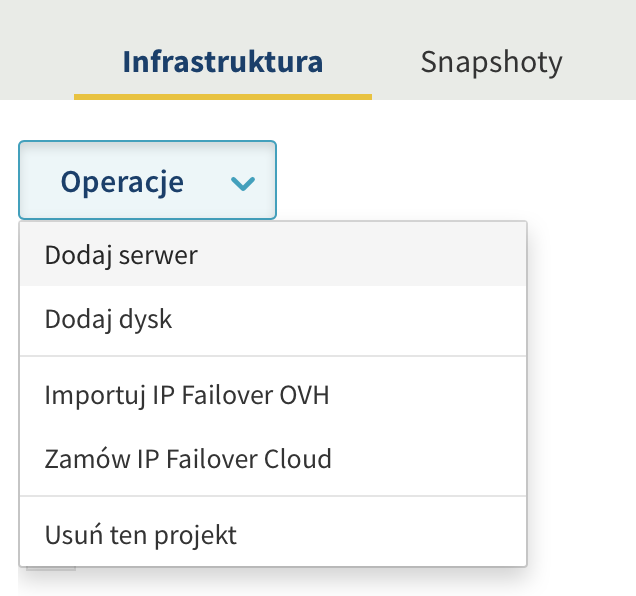 Infrastruktura
Snapshoty
Operacje
Dodaj serwer
Dodaj dysk
Importuj IP Failover OVH
Zamów IP Failover Cloud
Usuń ten projekt